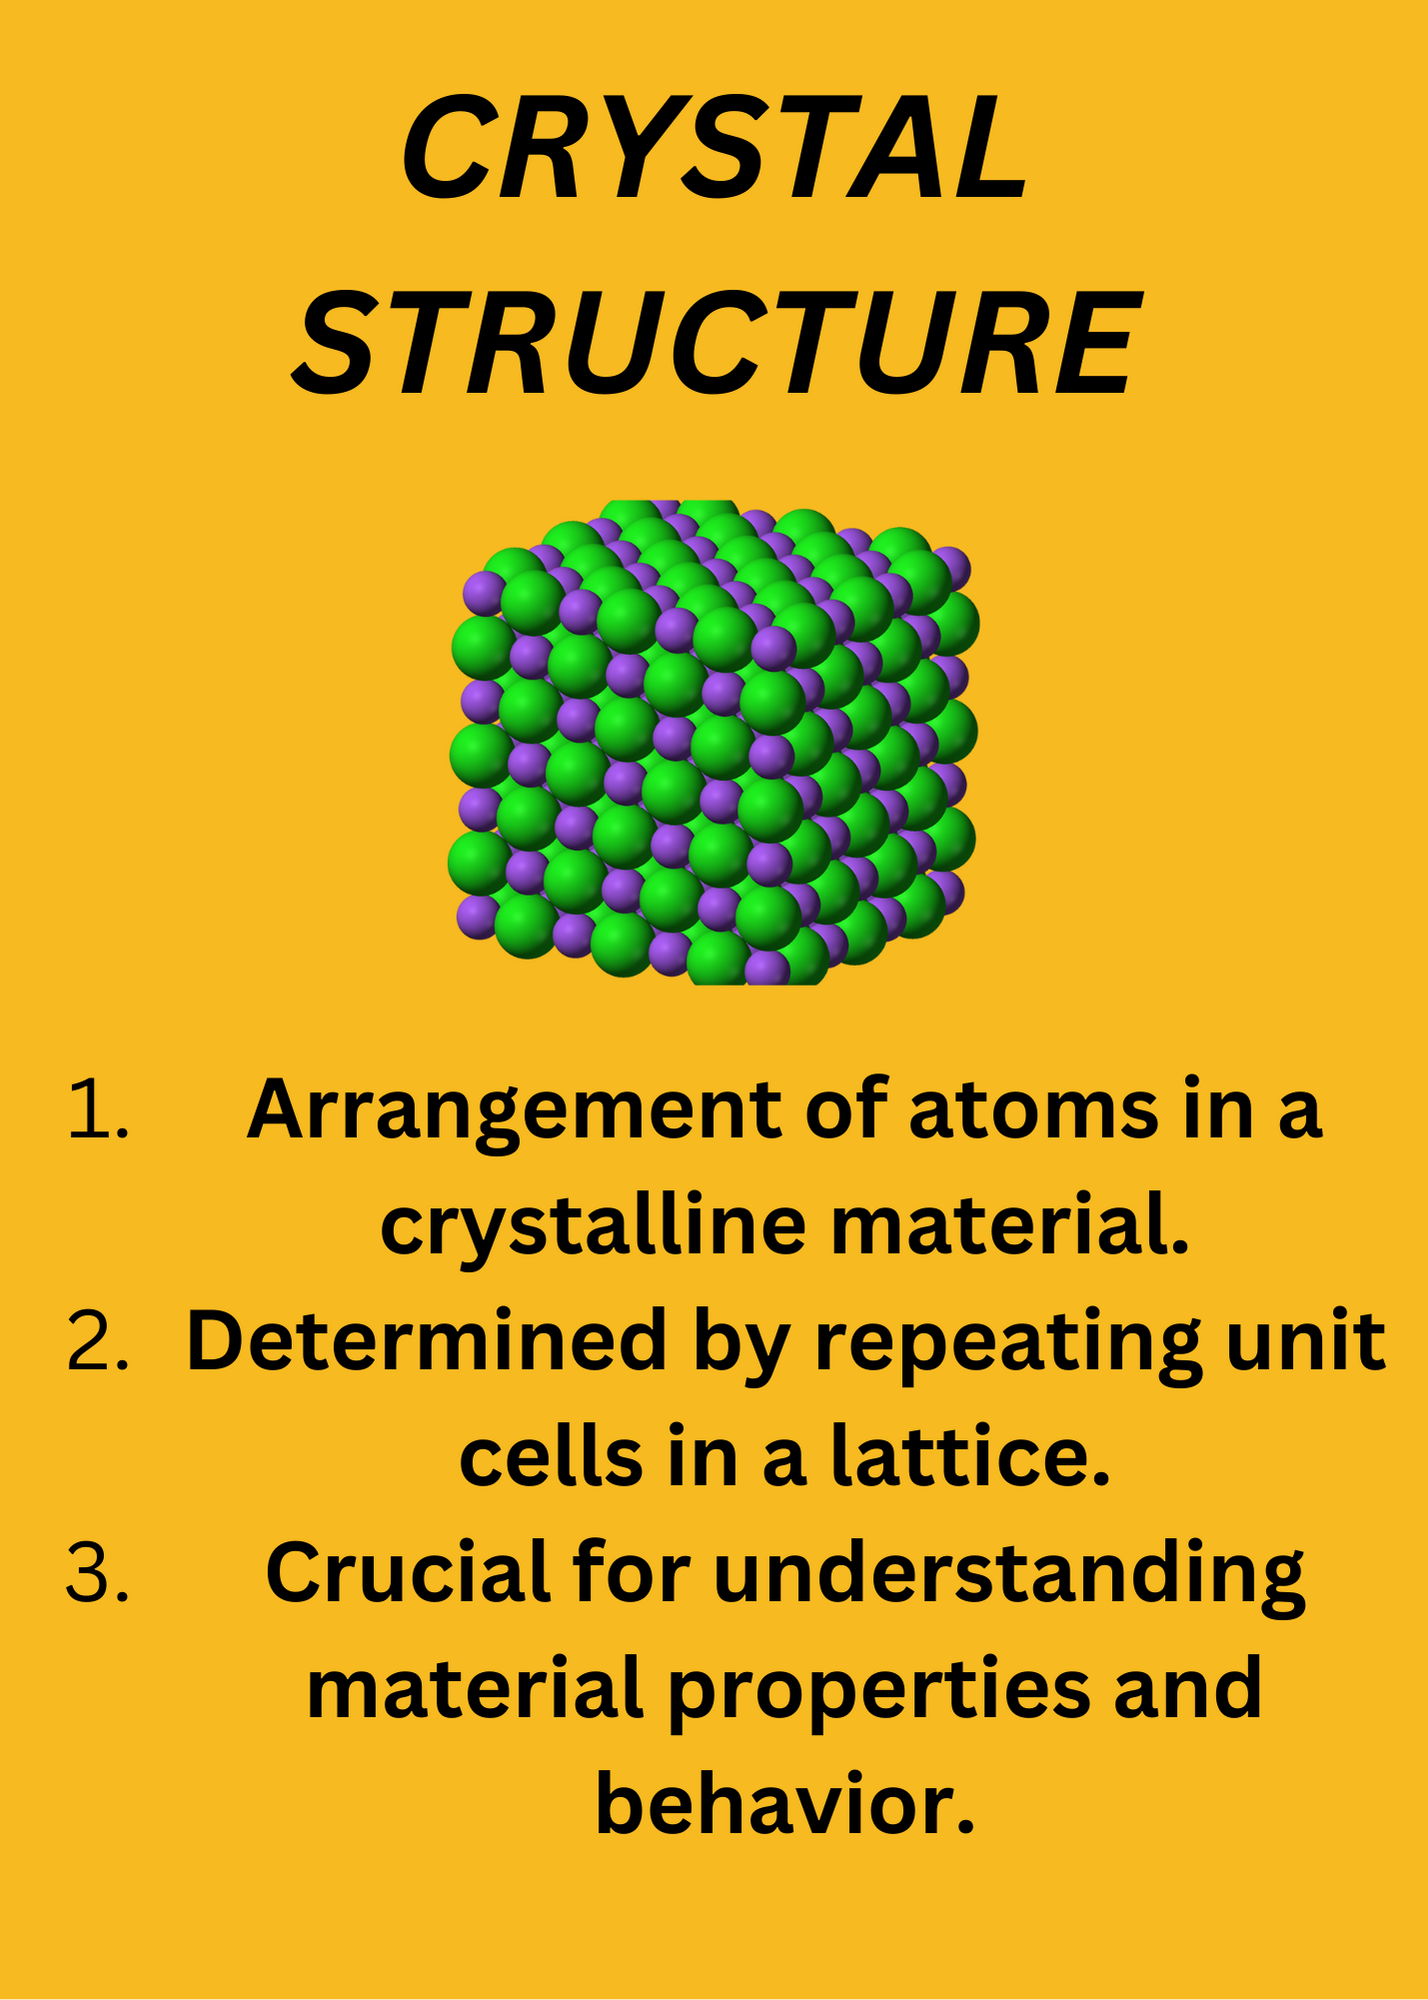 CRYSTAL
STRUCTURE
1. Arrangement of atoms in a
crystalline material.
2. Determined by repeating unit
cells in a lattice.
3. Crucial for understanding
material properties and
behavior.